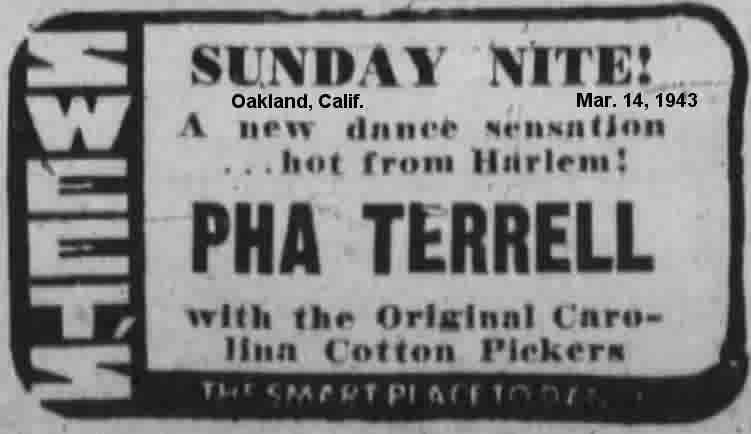 SWEET'S
SUNDAY NITE!
Oakland, Calif. Mar. 14, 1943
A new dance sensation
...hot from Harlem!
PHA TERRELL
with the Original Caro-
lina Cotton Pickers
THE SMART PLACE TO